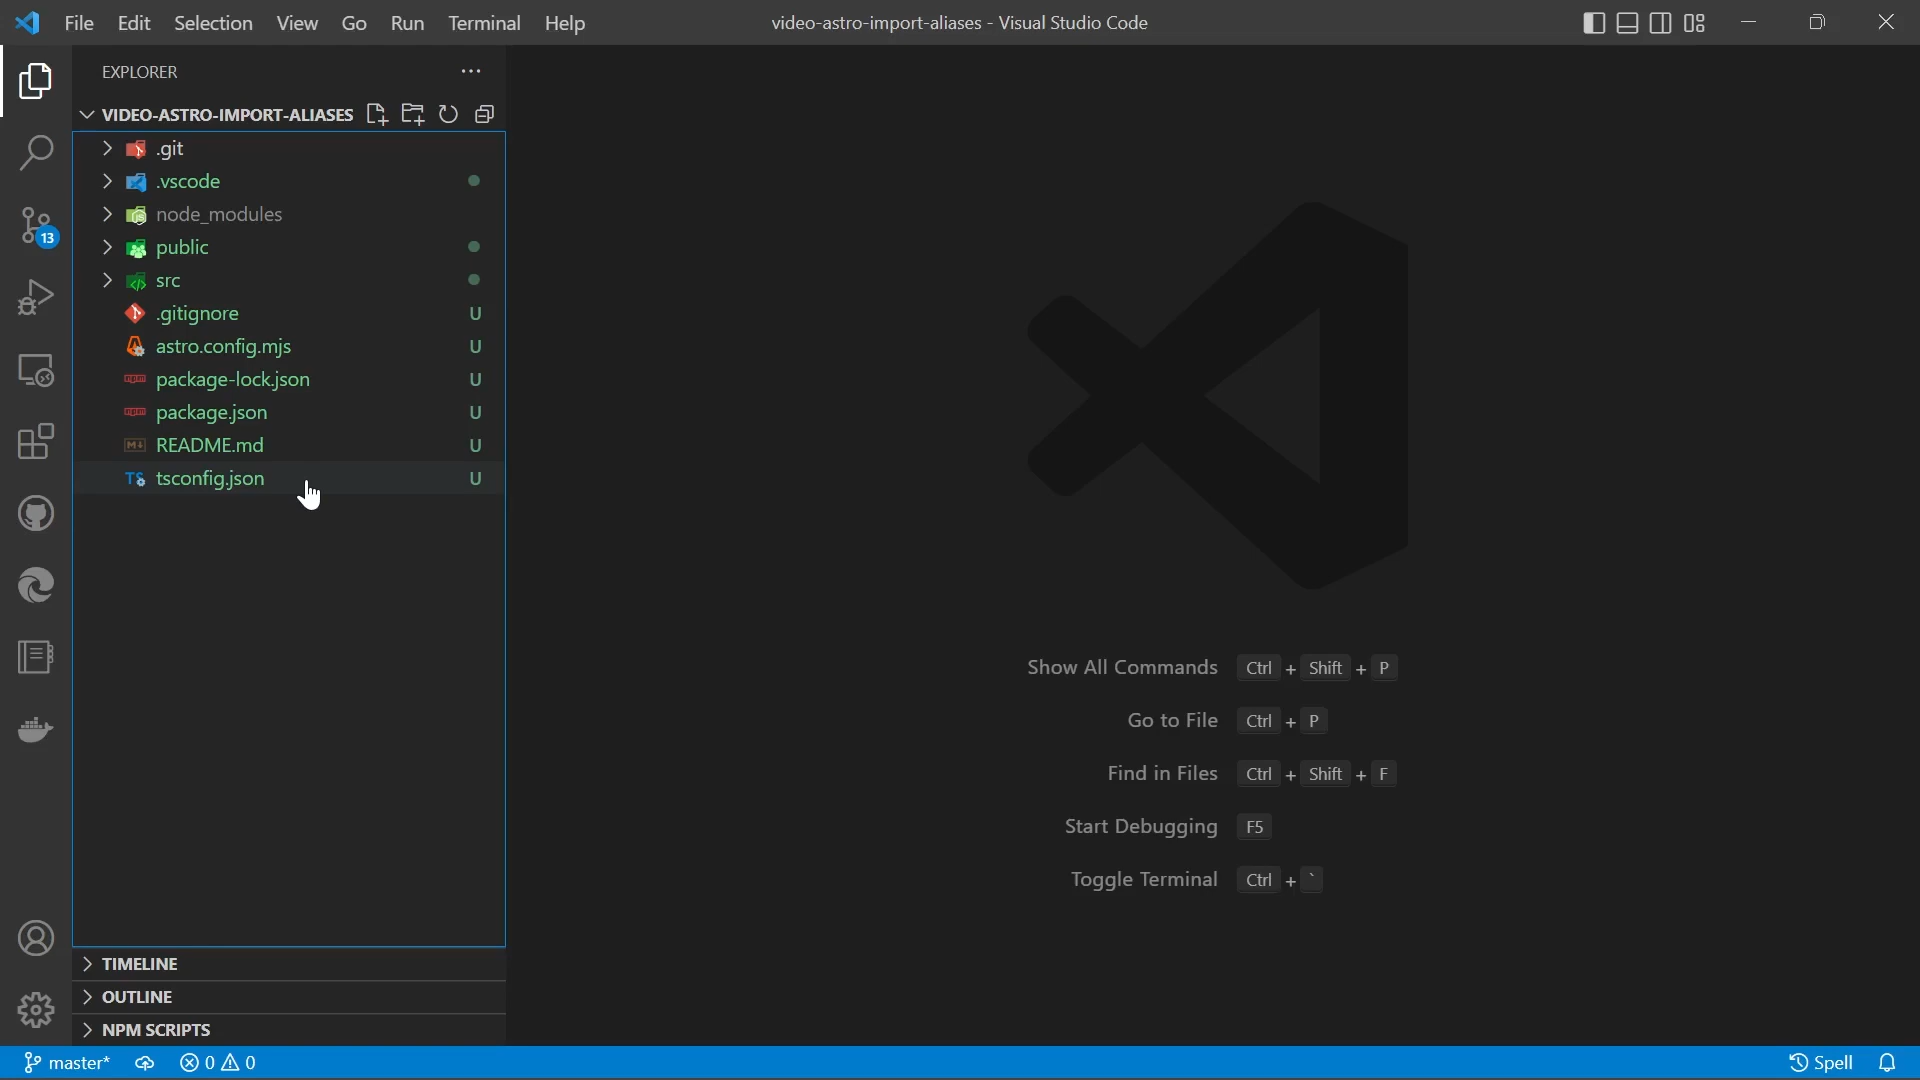 File Edit Selection View Go Run Terminal Help video-astro-import-aliases - Visual Studio Code
EXPLORER
VIDEO-ASTRO-IMPORT-ALIASES
.git
.vscode
node_modules
public
src
.gitignore U
astro.config.mjs U
package-lock.json U
package.json U
README.md U
tsconfig.json U
13
Show All Commands Ctrl + Shift + P
Go to File Ctrl + P
Find in Files Ctrl + Shift + F
Start Debugging F5
Toggle Terminal Ctrl + `
TIMELINE
OUTLINE
NPM SCRIPTS
master* 0 0 Spell